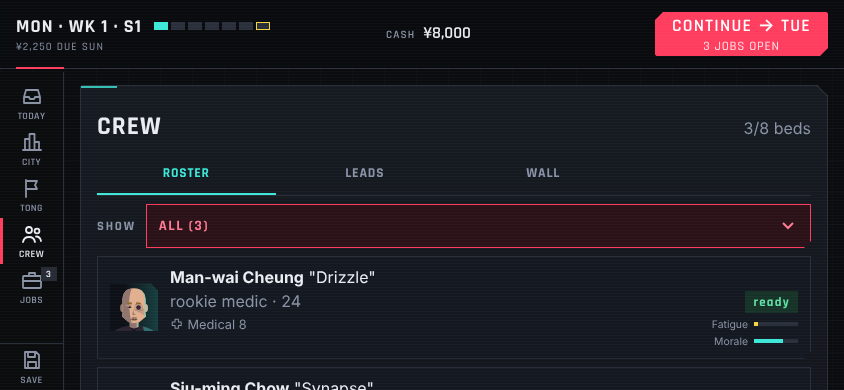 MON · WK 1 · S1
¥2,250 DUE SUN
CASH ¥8,000
CONTINUE → TUE
3 JOBS OPEN
TODAY
CITY
TONG
CREW
3
JOBS
SAVE
CREW
3/8 beds
ROSTER
LEADS
WALL
SHOW
ALL (3)
Man-wai Cheung "Drizzle"
rookie medic · 24
Medical 8
ready
Fatigue
Morale
Siu-ming Chow "Synapse"